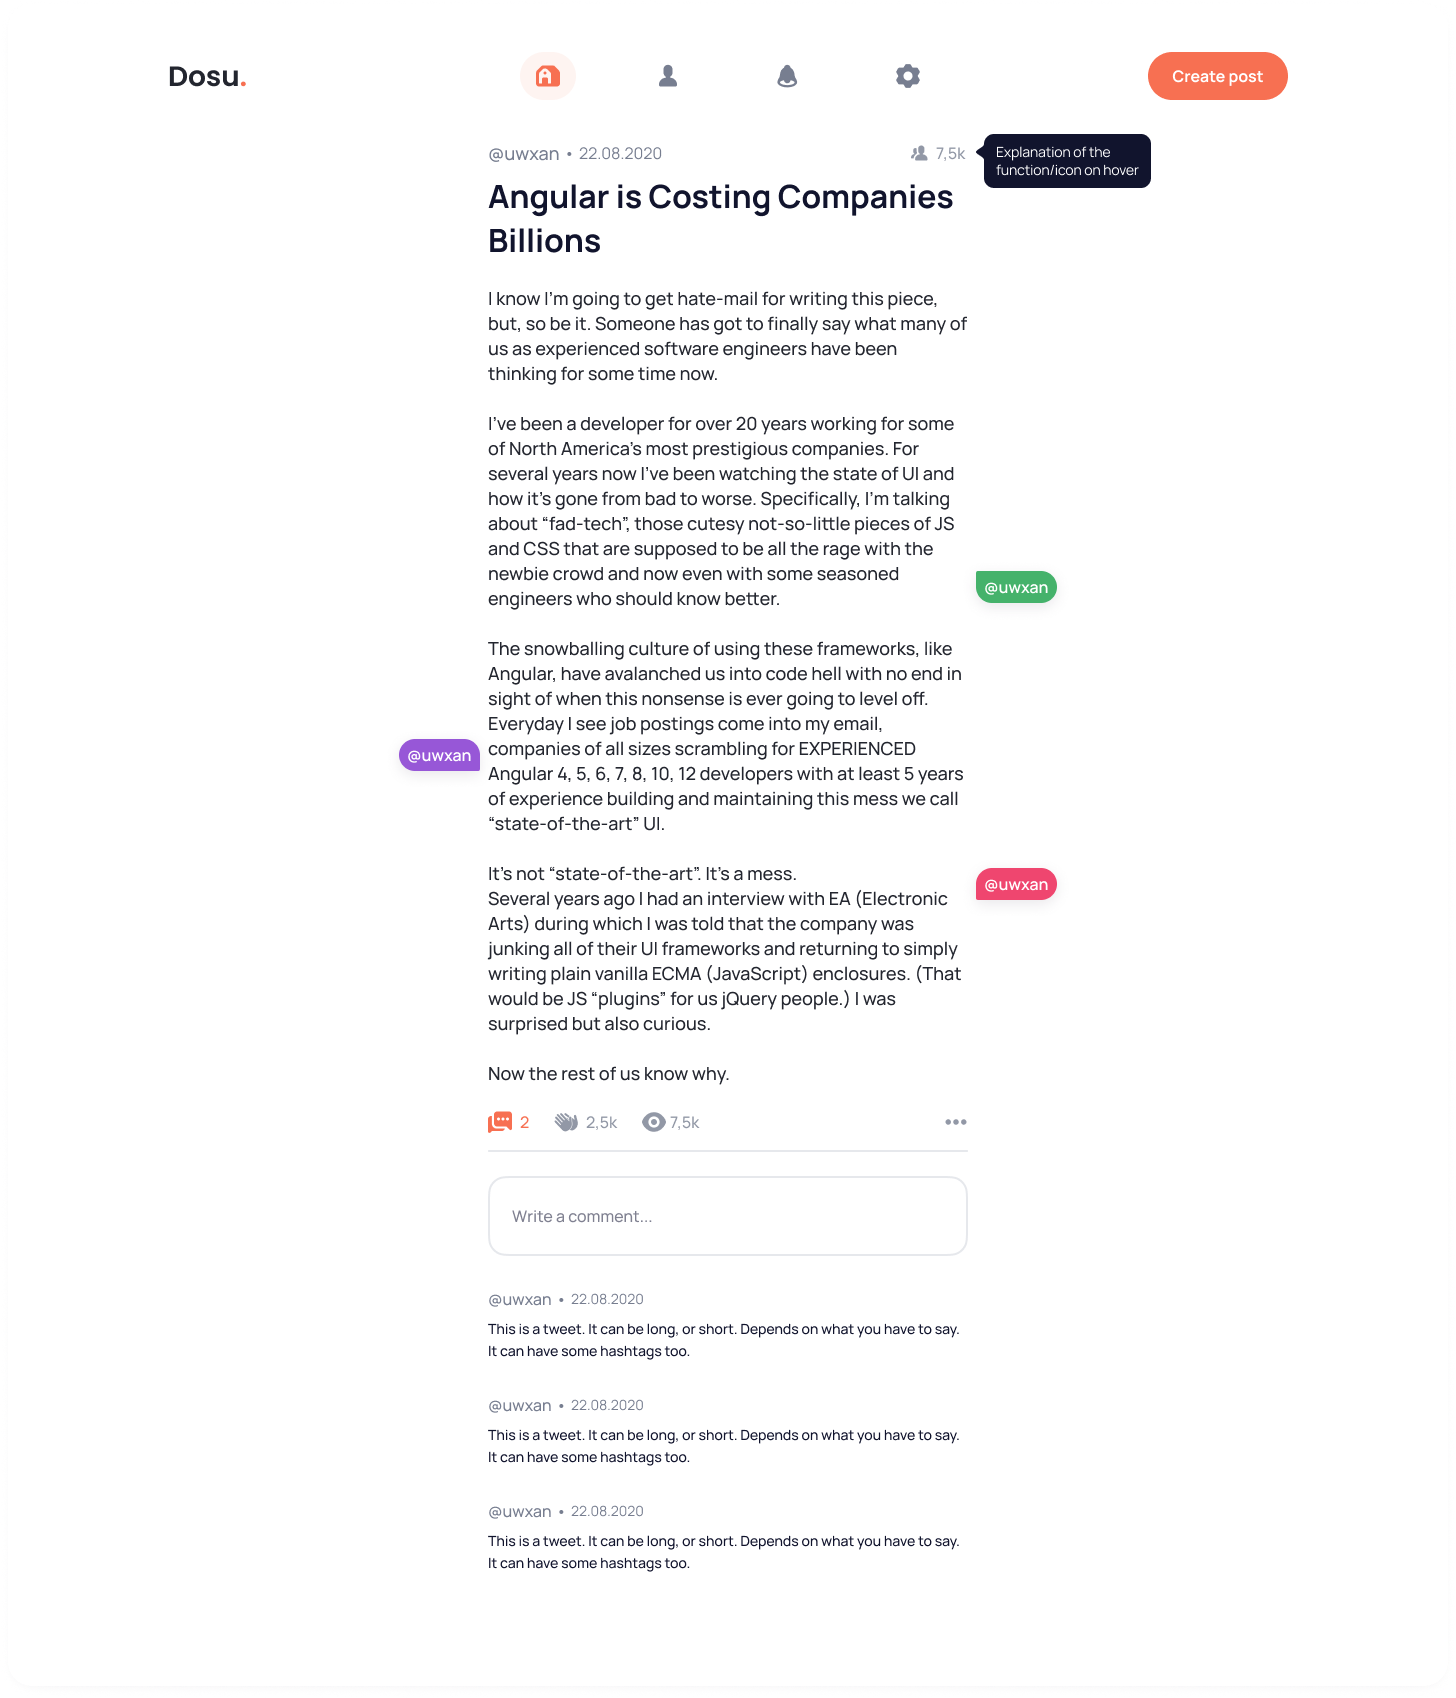 Dosu.
Create post
@uwxan • 22.08.2020
7,5k
Explanation of the
function/icon on hover
Angular is Costing Companies
Billions
I know I’m going to get hate-mail for writing this piece,
but, so be it. Someone has got to finally say what many of
us as experienced software engineers have been
thinking for some time now.
I’ve been a developer for over 20 years working for some
of North America’s most prestigious companies. For
several years now I’ve been watching the state of UI and
how it’s gone from bad to worse. Specifically, I’m talking
about “fad-tech”, those cutesy not-so-little pieces of JS
and CSS that are supposed to be all the rage with the
newbie crowd and now even with some seasoned
engineers who should know better.
@uwxan
The snowballing culture of using these frameworks, like
Angular, have avalanched us into code hell with no end in
sight of when this nonsense is ever going to level off.
Everyday I see job postings come into my email,
companies of all sizes scrambling for EXPERIENCED
Angular 4, 5, 6, 7, 8, 10, 12 developers with at least 5 years
of experience building and maintaining this mess we call
“state-of-the-art” UI.
@uwxan
It’s not “state-of-the-art”. It’s a mess.
Several years ago I had an interview with EA (Electronic
Arts) during which I was told that the company was
junking all of their UI frameworks and returning to simply
writing plain vanilla ECMA (JavaScript) enclosures. (That
would be JS “plugins” for us jQuery people.) I was
surprised but also curious.
@uwxan
Now the rest of us know why.
2
2,5k
7,5k
Write a comment...
@uwxan • 22.08.2020
This is a tweet. It can be long, or short. Depends on what you have to say.
It can have some hashtags too.
@uwxan • 22.08.2020
This is a tweet. It can be long, or short. Depends on what you have to say.
It can have some hashtags too.
@uwxan • 22.08.2020
This is a tweet. It can be long, or short. Depends on what you have to say.
It can have some hashtags too.